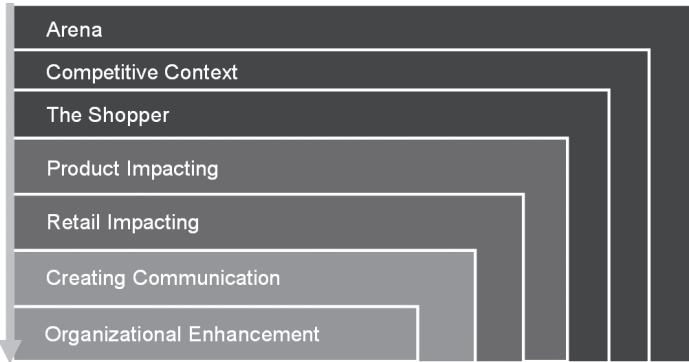 Arena
Competitive Context
The Shopper
Product Impacting
Retail Impacting
Creating Communication
Organizational Enhancement